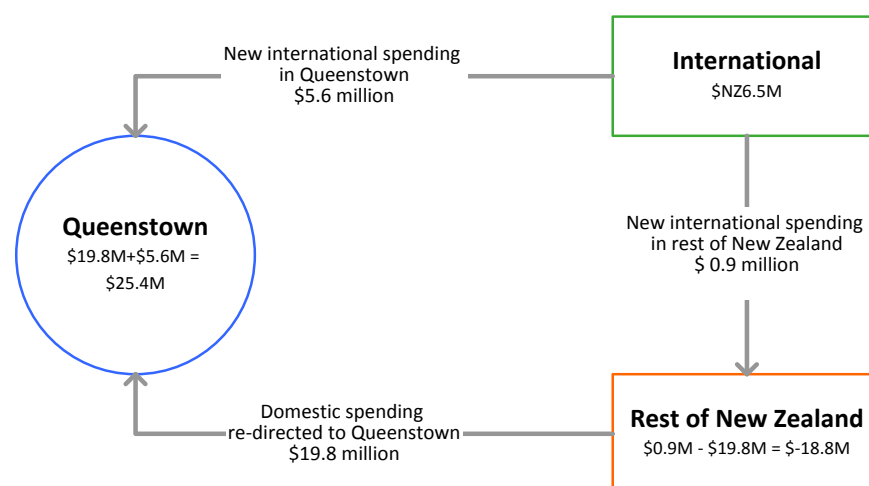 New international spending
in Queenstown
$5.6 million
International
$NZ6.5M
Queenstown
$19.8M+$5.6M =
$25.4M
New international spending
in rest of New Zealand
$ 0.9 million
Domestic spending
re-directed to Queenstown
$19.8 million
Rest of New Zealand
$0.9M - $19.8M = $-18.8M